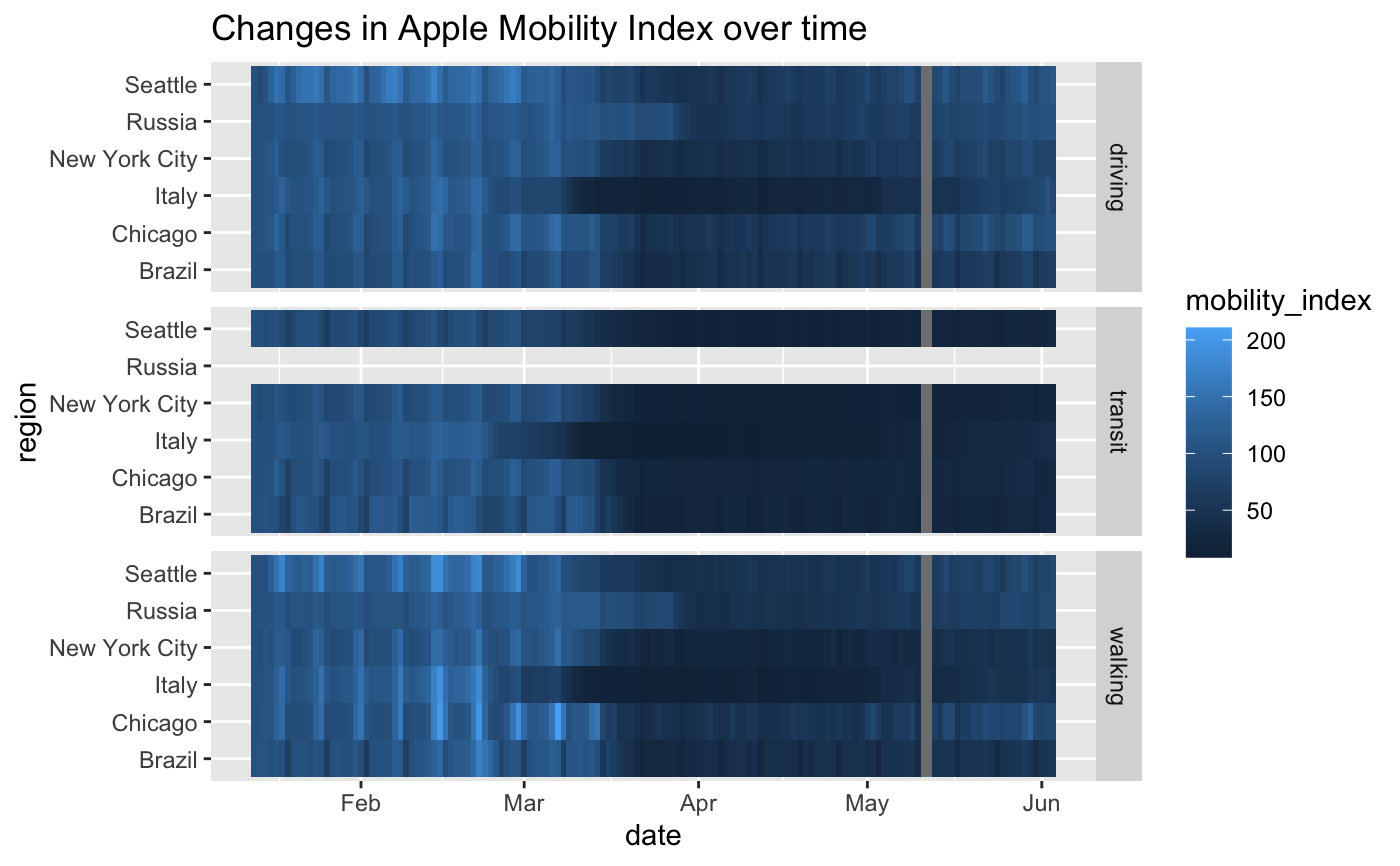 Changes in Apple Mobility Index over time
Seattle
Russia
New York City
Italy
Chicago
Brazil
driving
Seattle
Russia
New York City
Italy
Chicago
Brazil
transit
Seattle
Russia
New York City
Italy
Chicago
Brazil
walking
region
Feb
Mar
Apr
May
Jun
date
mobility_index
200
150
100
50